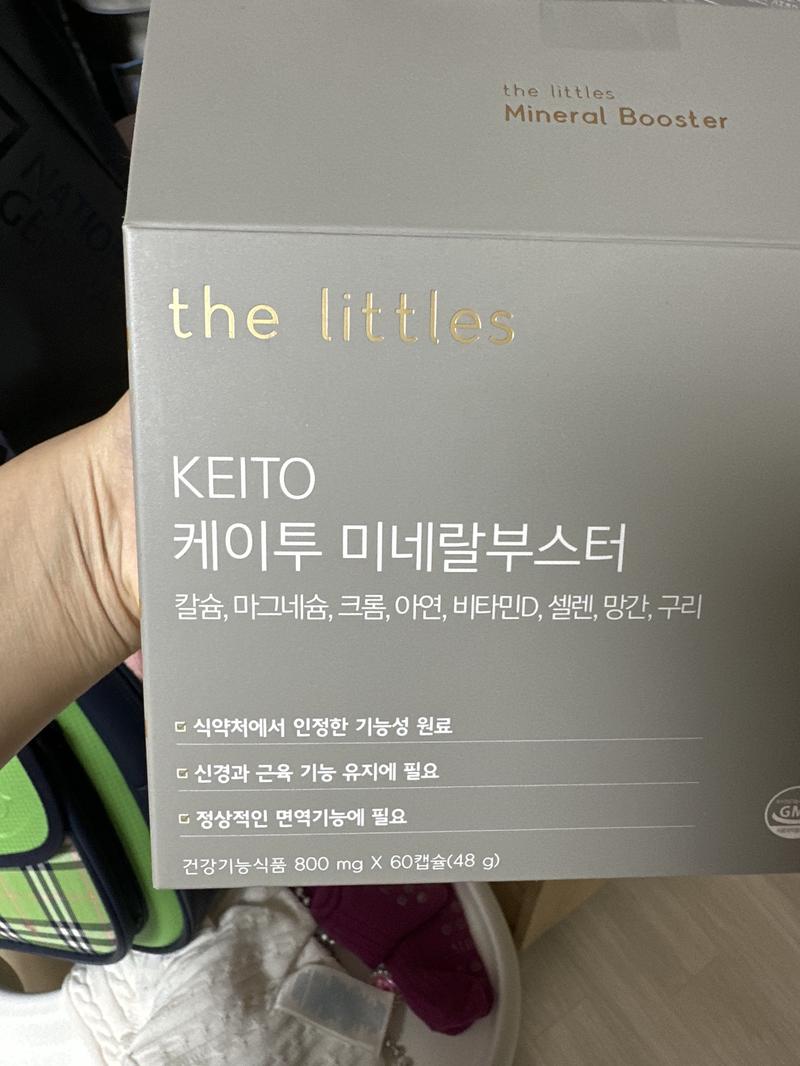 the littles
Mineral Booster
the littles
KEITO
케이투 미네랄부스터
칼슘, 마그네슘, 크롬, 아연, 비타민D, 셀렌, 망간, 구리
식약처에서 인정한 기능성 원료
신경과 근육 기능 유지에 필요
정상적인 면역기능에 필요
건강기능식품 800 mg X 60캡슐(48 g)